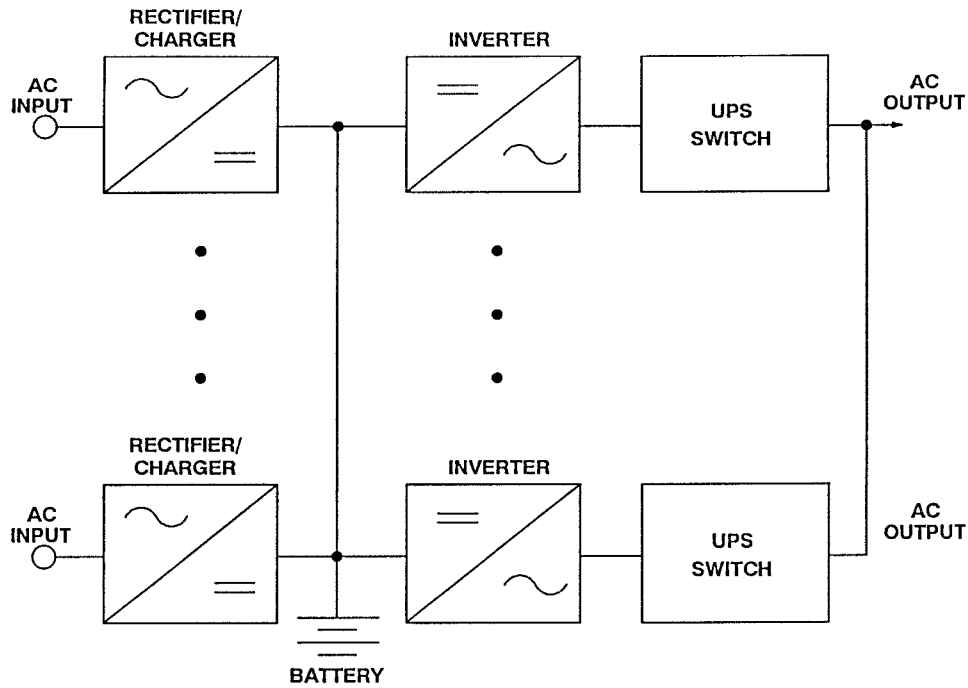 RECTIFIER/
CHARGER
INVERTER
AC
INPUT
UPS
SWITCH
AC
OUTPUT
RECTIFIER/
CHARGER
INVERTER
AC
INPUT
UPS
SWITCH
AC
OUTPUT
BATTERY